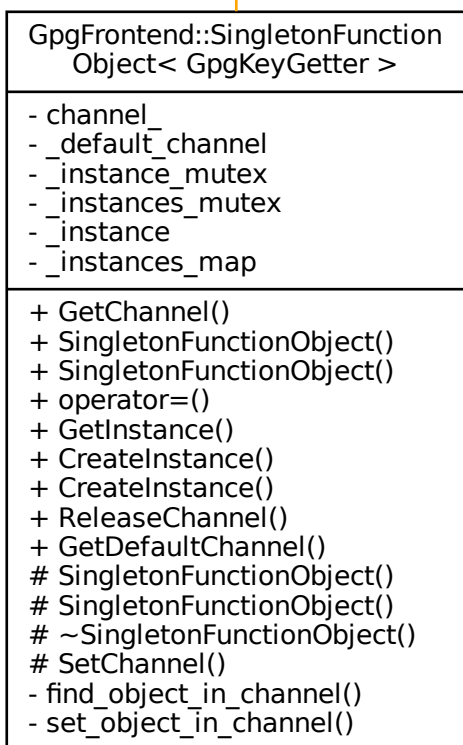 GpgFrontend::SingletonFunction
Object< GpgKeyGetter >
- channel_
- _default_channel
- _instance_mutex
- _instances_mutex
- _instance
- _instances_map
+ GetChannel()
+ SingletonFunctionObject()
+ SingletonFunctionObject()
+ operator=()
+ GetInstance()
+ CreateInstance()
+ CreateInstance()
+ ReleaseChannel()
+ GetDefaultChannel()
# SingletonFunctionObject()
# SingletonFunctionObject()
# ~SingletonFunctionObject()
# SetChannel()
- find_object_in_channel()
- set_object_in_channel()